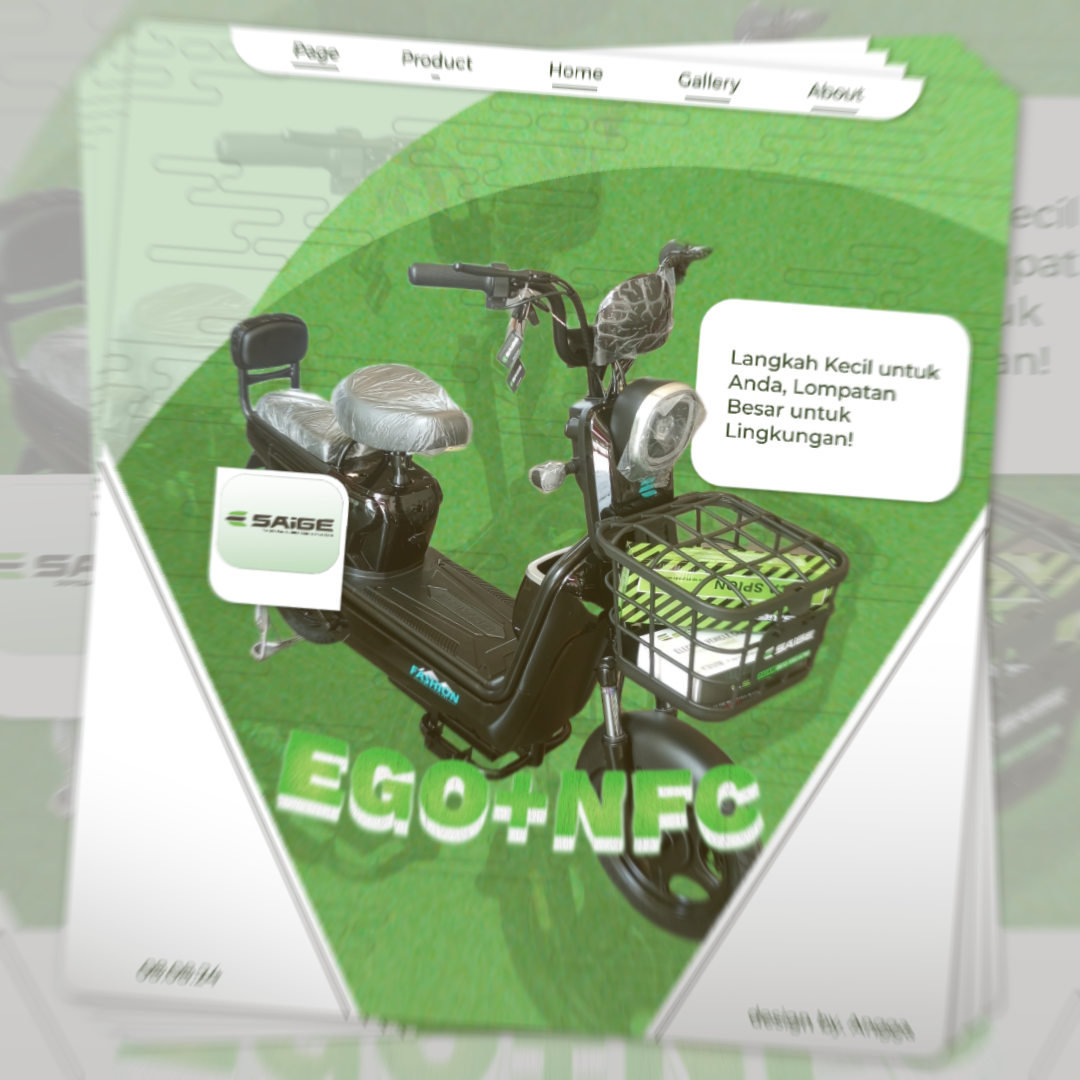 Page
Product
Home
Gallery
About
Langkah Kecil untuk
Anda, Lompatan
Besar untuk
Lingkungan!
SAiGE
SPION
SAIGE
FASHION
EGO+NFC
design by Angga